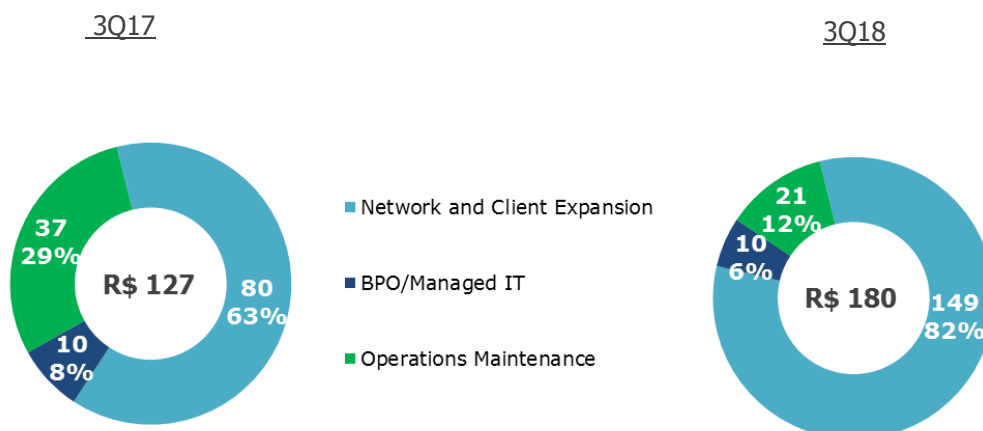 3Q17
3Q18
37
29%
10
8%
80
63%
R$ 127
Network and Client Expansion
BPO/Managed IT
Operations Maintenance
21
12%
10
6%
149
82%
R$ 180